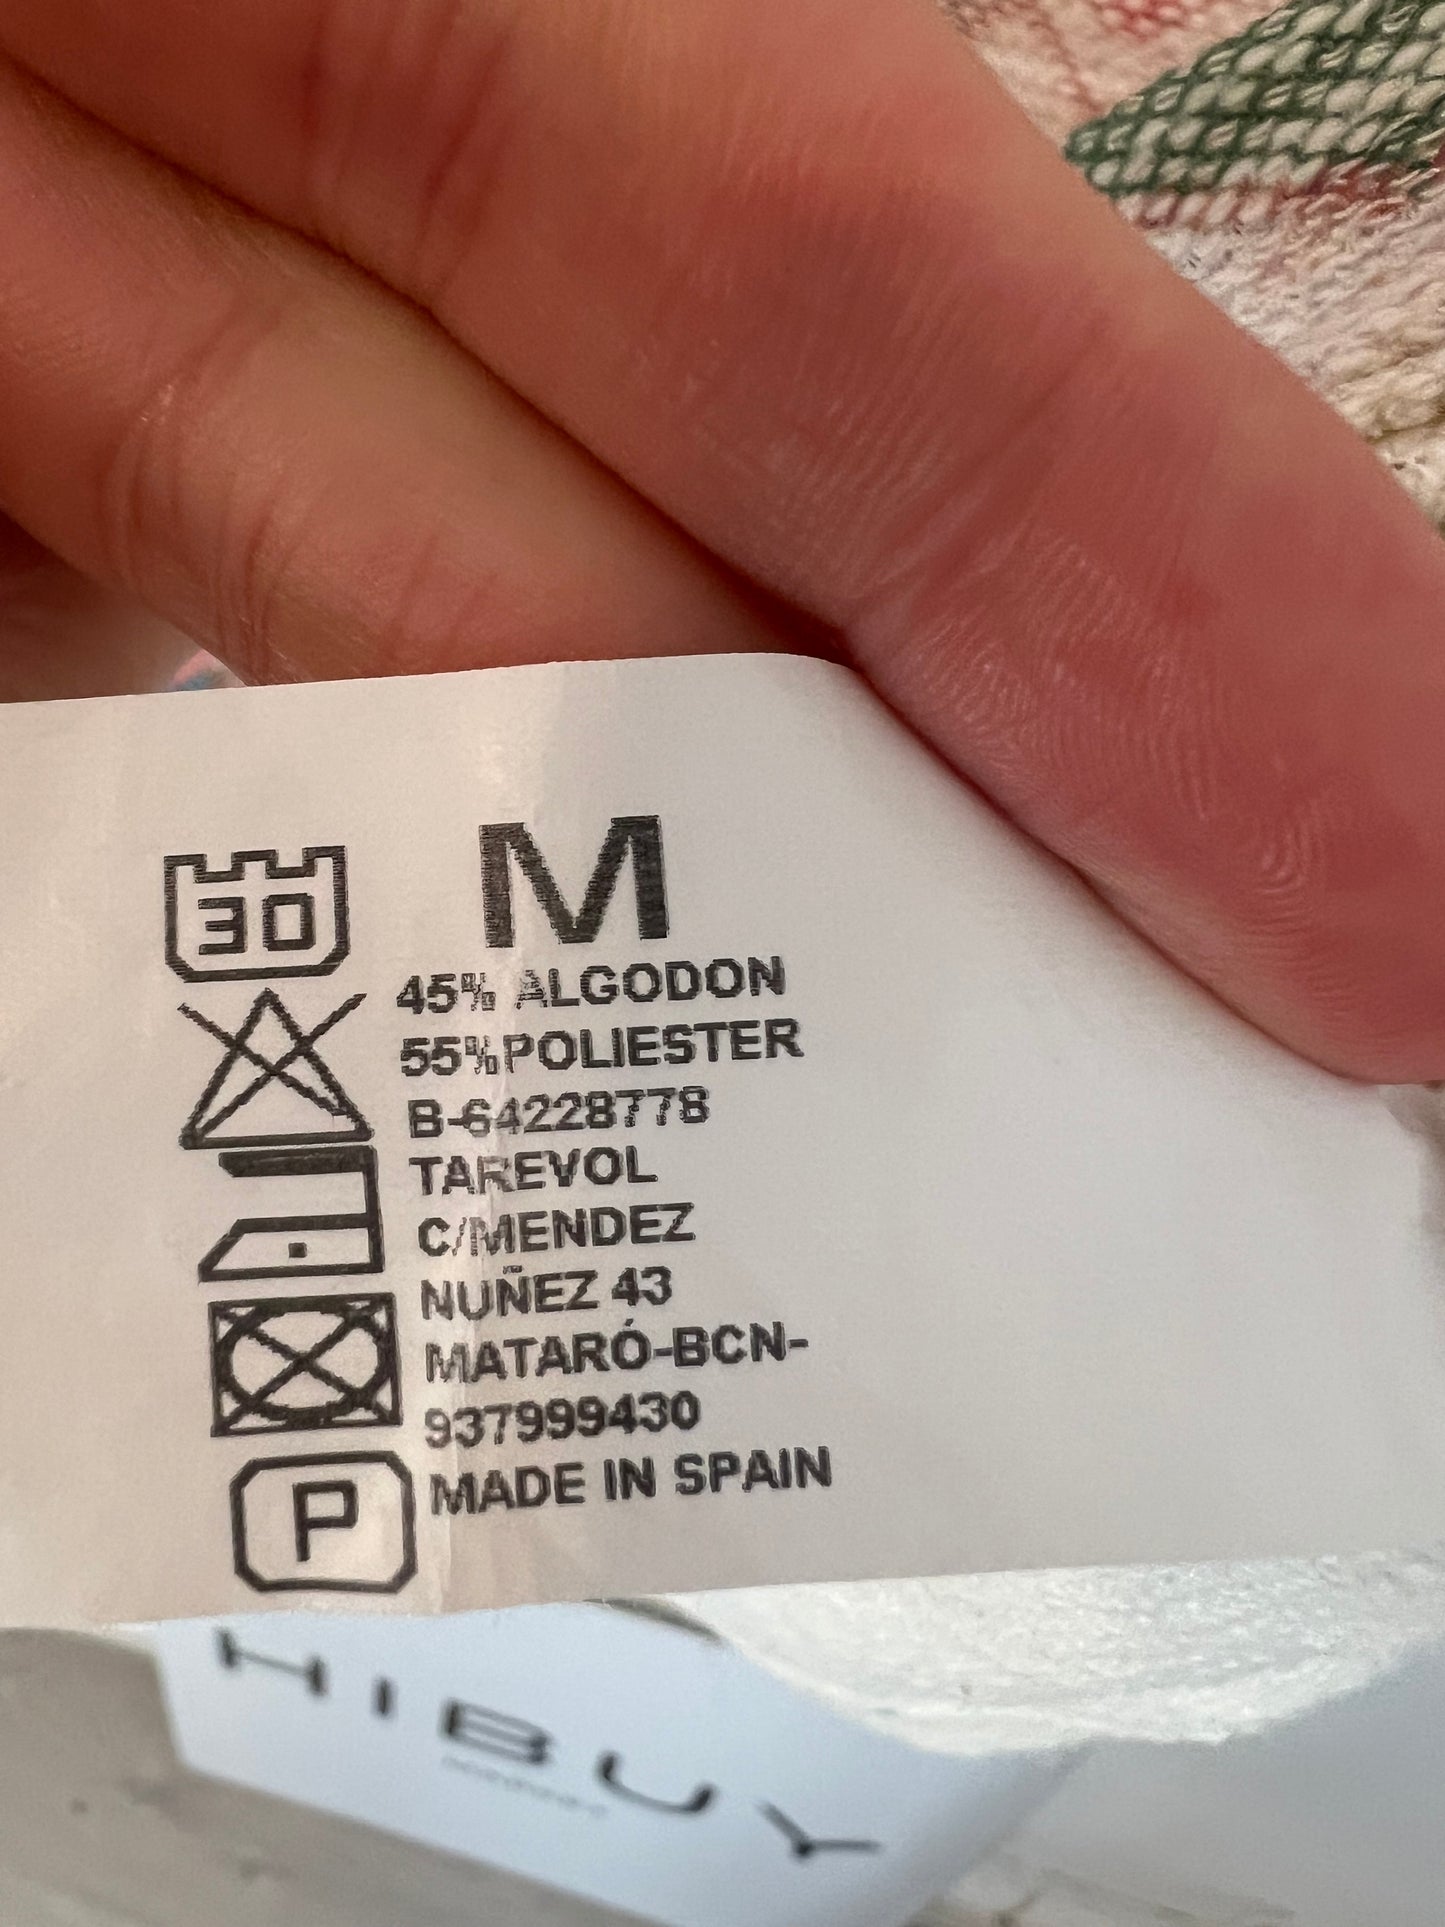 30
M
45% ALGODON
55%POLIESTER
B-64228778
TAREVOL
C/MENDEZ
NUÑEZ 43
MATARÓ-BCN-
937999430
MADE IN SPAIN
P
HIBUY